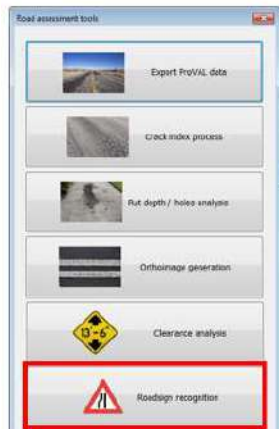 Road assessment tools
Export ProVAL data
Crack index process
Rut depth / holes analysis
Orthoimage generation
13'-6"
Clearance analysis
Roadsign recognition